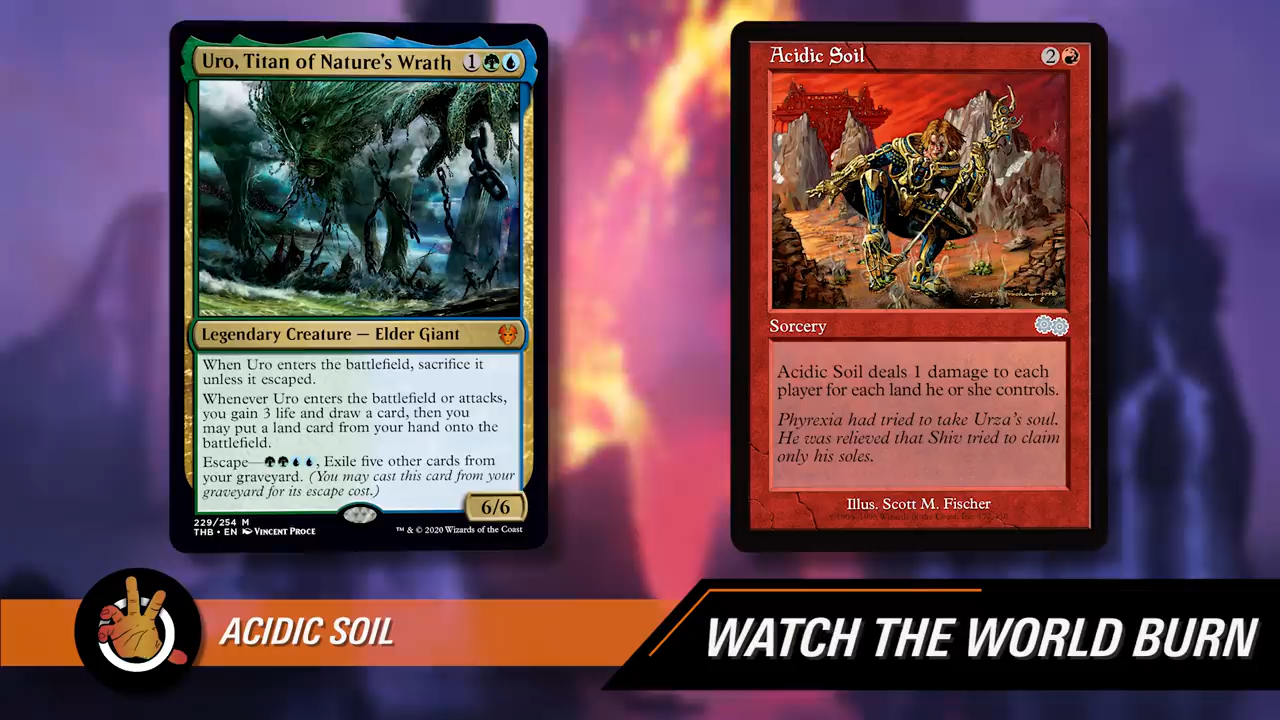 Uro, Titan of Nature's Wrath 1
Legendary Creature — Elder Giant
When Uro enters the battlefield, sacrifice it
unless it escaped.
Whenever Uro enters the battlefield or attacks,
you gain 3 life and draw a card, then you
may put a land card from your hand onto the
battlefield.
Escape—, Exile five other cards from
your graveyard. (You may cast this card from your
graveyard for its escape cost.)
6/6
229/254 M
THB • EN VINCENT PROCE
™ & © 2020 Wizards of the Coast
Acidic Soil 2
Sorcery
Acidic Soil deals 1 damage to each
player for each land he or she controls.
Phyrexia had tried to take Urza's soul.
He was relieved that Shiv tried to claim
only his soles.
Illus. Scott M. Fischer
ACIDIC SOIL
WATCH THE WORLD BURN